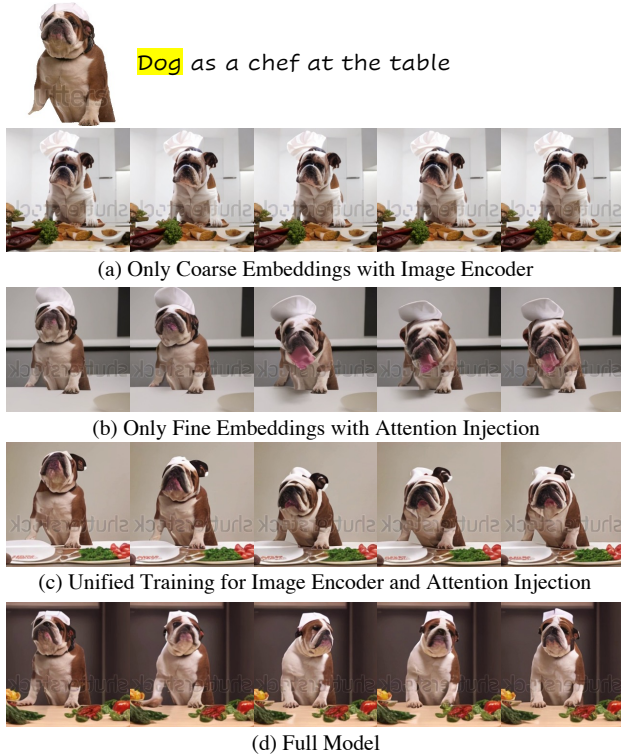 Dog as a chef at the table
(a) Only Coarse Embeddings with Image Encoder
(b) Only Fine Embeddings with Attention Injection
(c) Unified Training for Image Encoder and Attention Injection
(d) Full Model